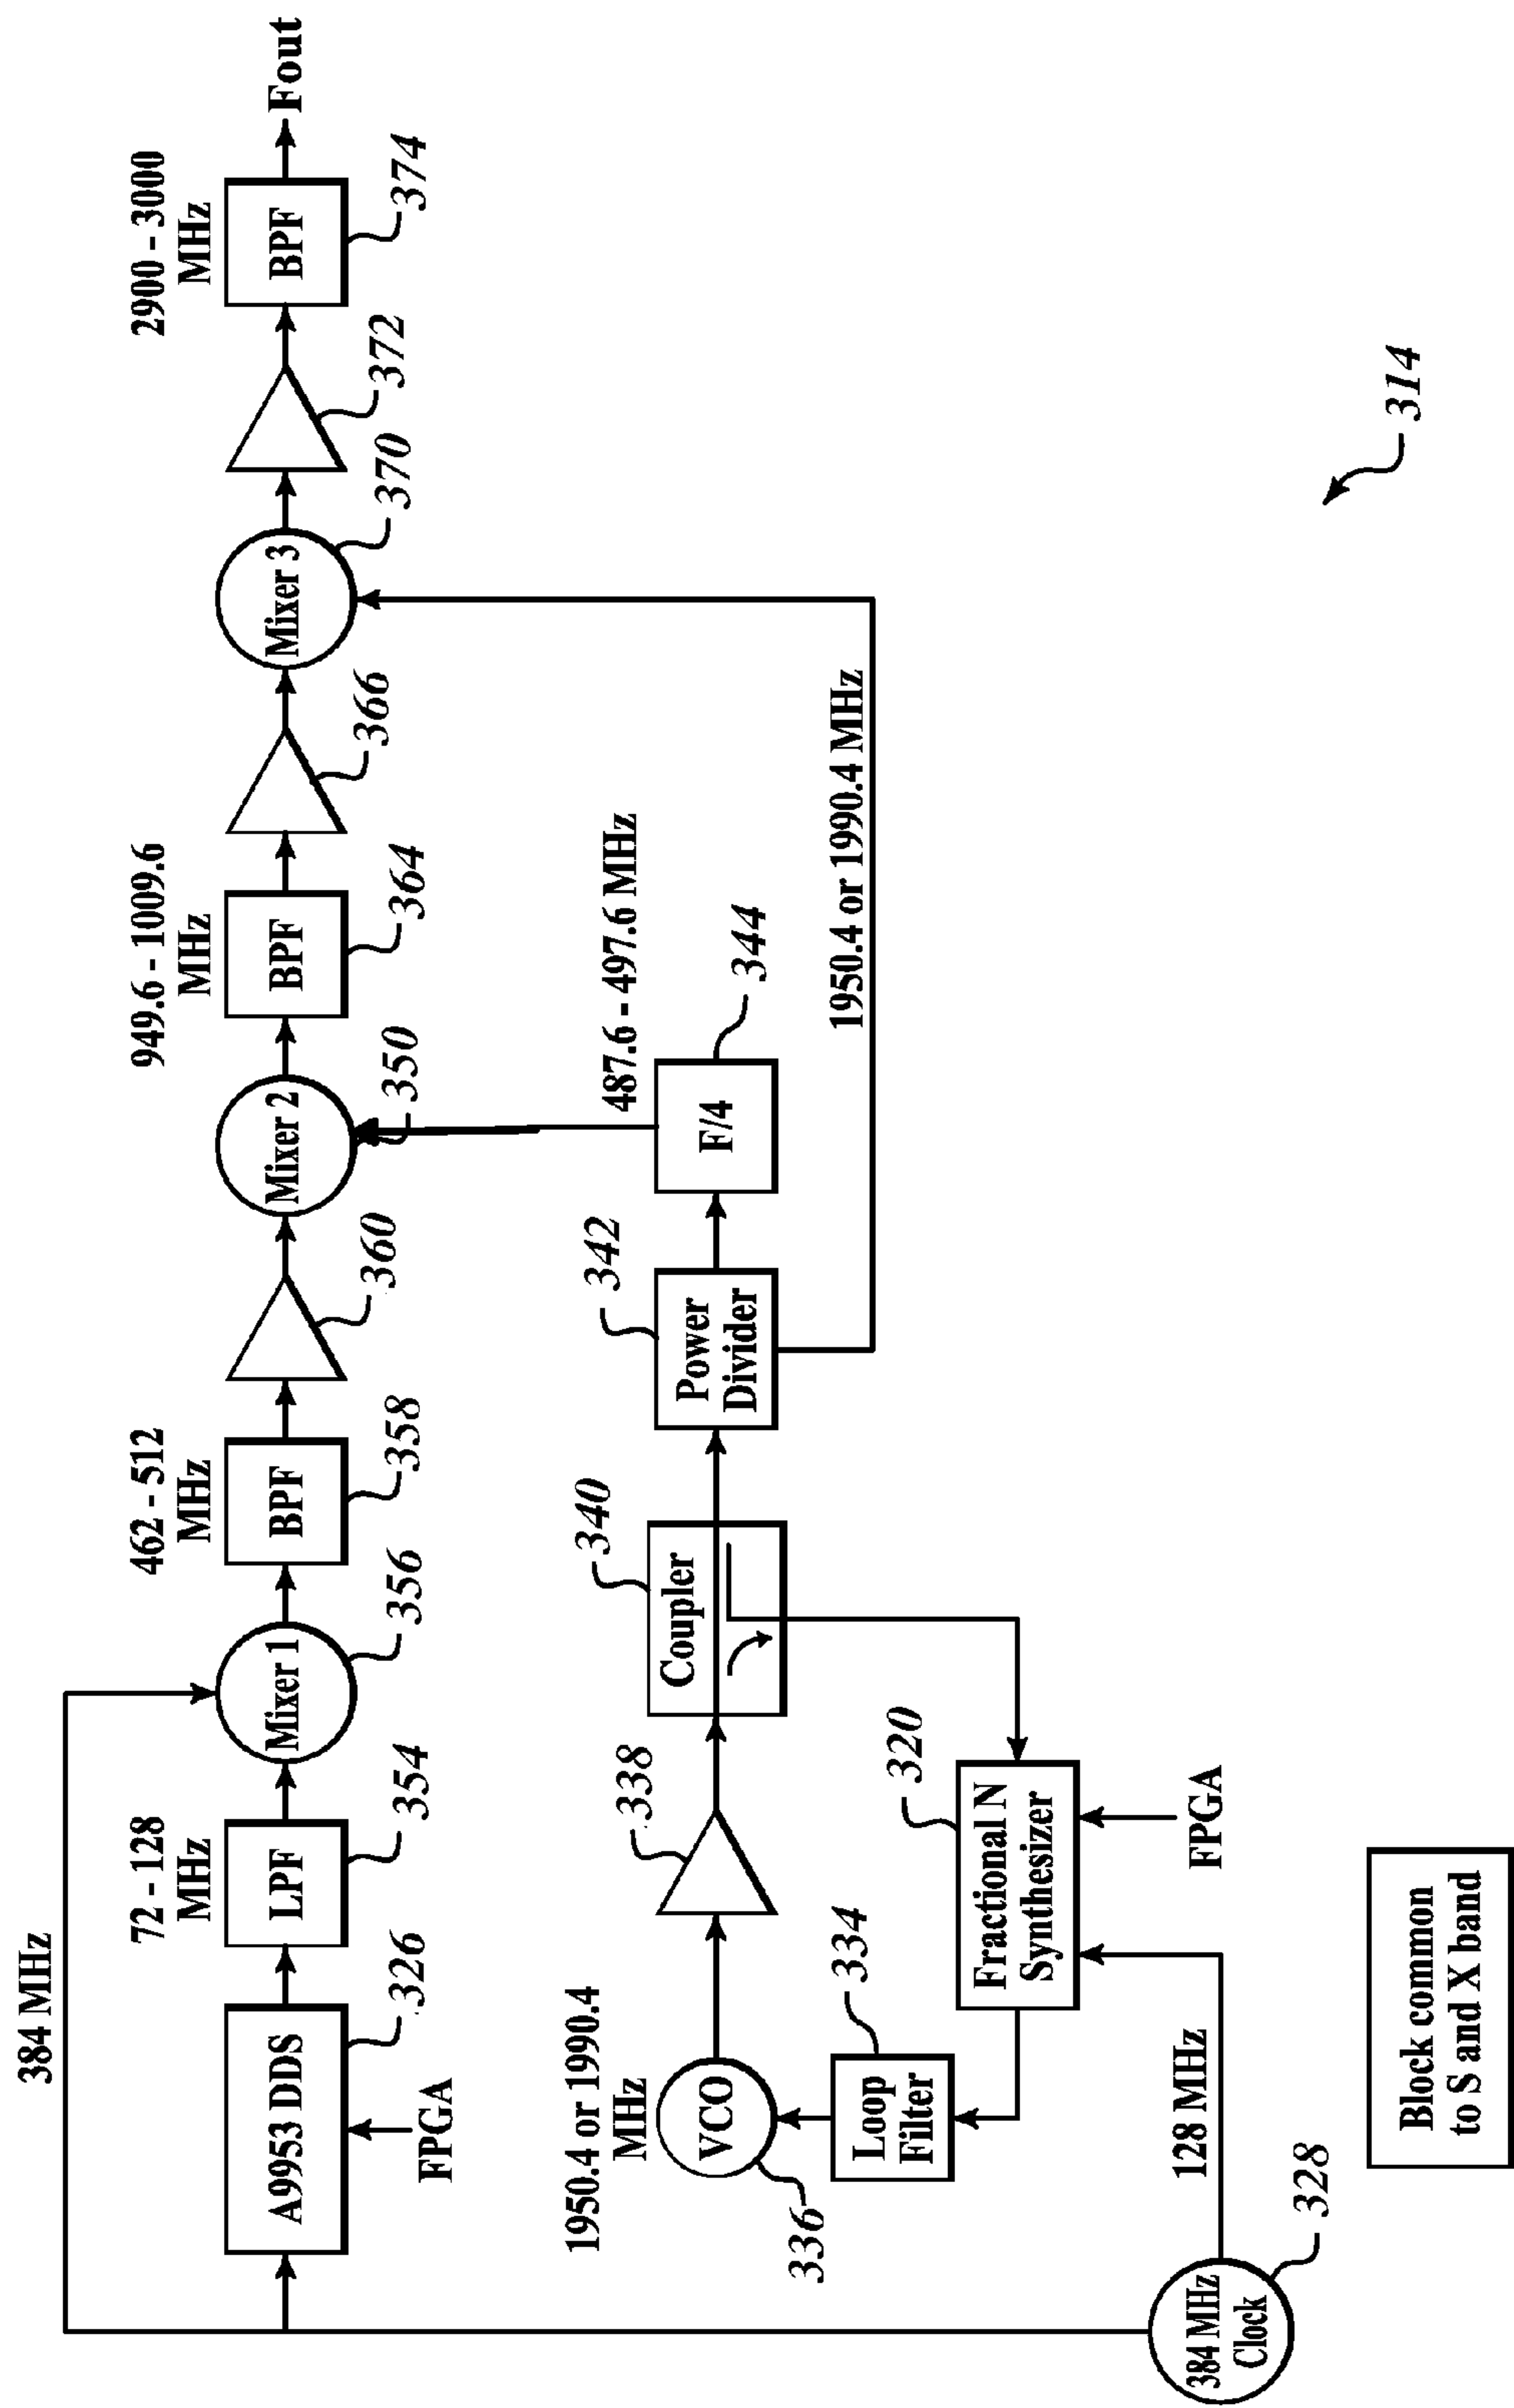 384 MHz
72 - 128
MHz
462 - 512
MHz
949.6 - 1009.6
MHz
2900 - 3000
MHz
A9953 DDS
LPF
Mixer 1
BPF
Mixer 2
BPF
Mixer 3
BPF
Fout
326
354
356
358
360
350
364
366
370
372
374
FPGA
1950.4 or 1990.4
MHz
338
340
342
487.6 - 497.6 MHz
VCO
Coupler
Power
Divider
F/4
344
336
334
Loop
Filter
320
1950.4 or 1990.4 MHz
Fractional N
Synthesizer
128 MHz
FPGA
384 MHz
Clock
328
314
Block common
to S and X band